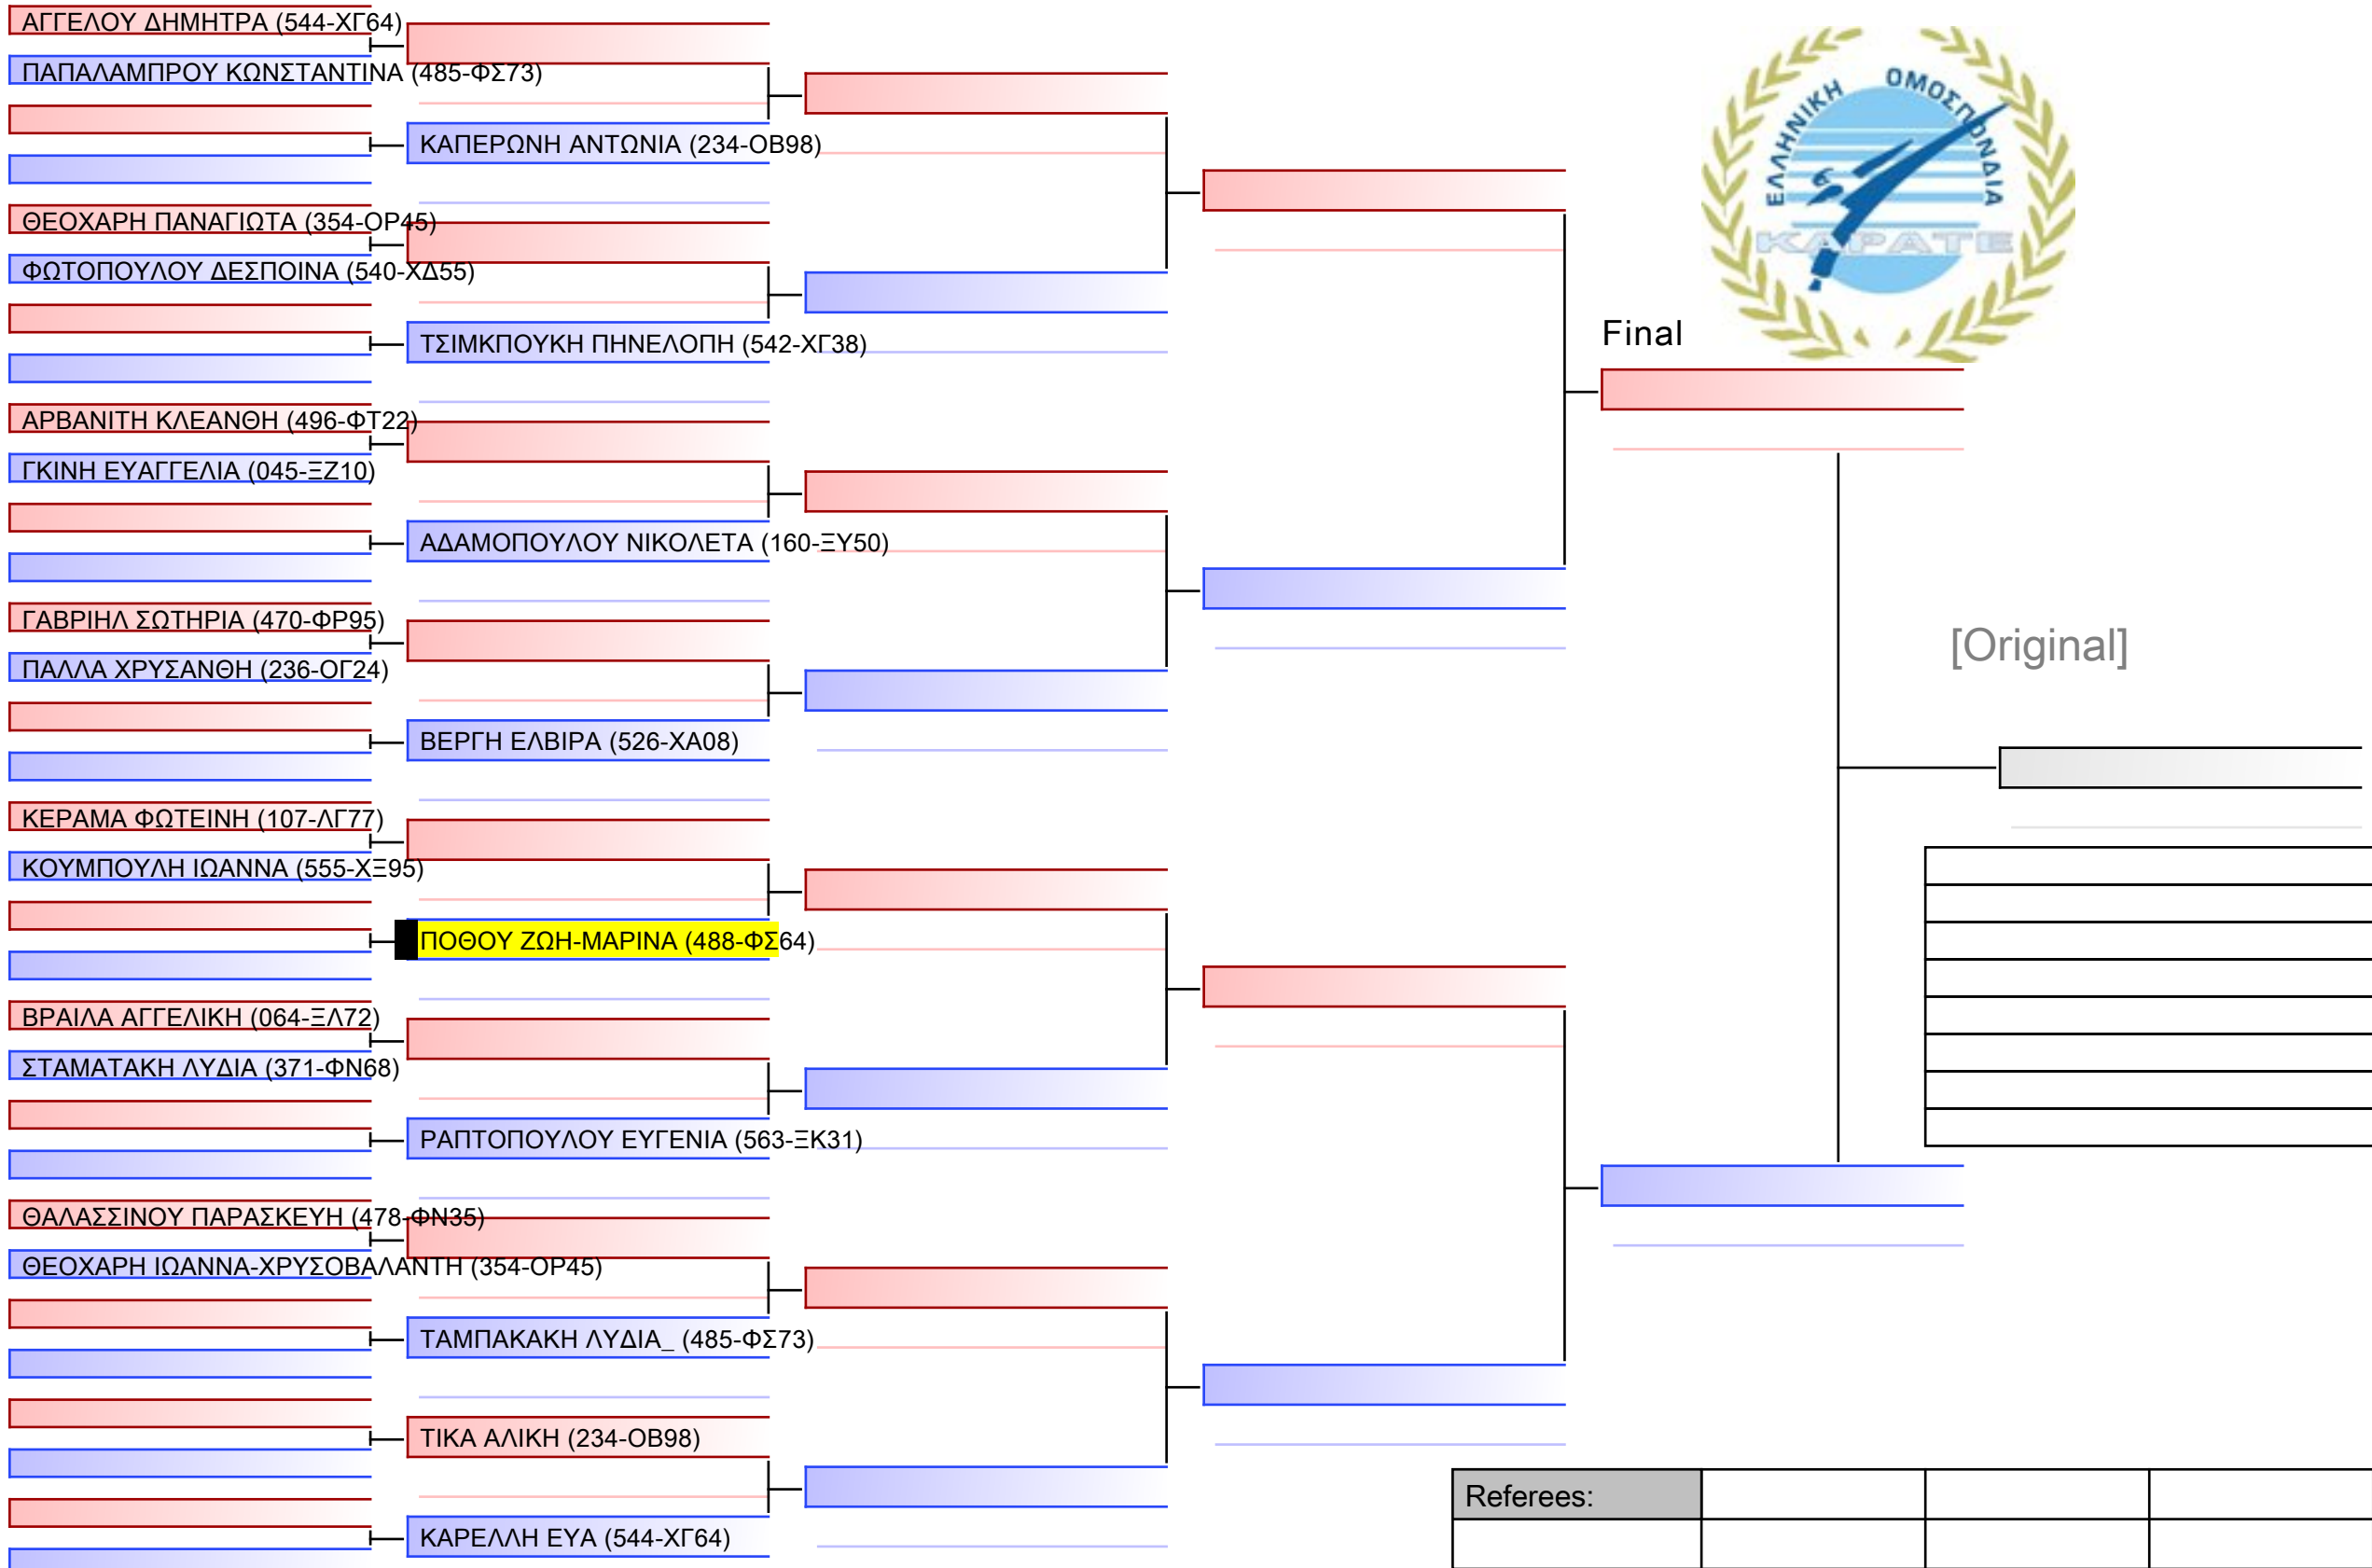 ΑΓΓΕΛΟΥ ΔΗΜΗΤΡΑ (544-ΧΓ64)
ΠΑΠΑΛΑΜΠΡΟΥ ΚΩΝΣΤΑΝΤΙΝΑ (485-ΦΣ73)
ΚΑΠΕΡΩΝΗ ΑΝΤΩΝΙΑ (234-ΟΒ98)
ΘΕΟΧΑΡΗ ΠΑΝΑΓΙΩΤΑ (354-ΟΡ45)
ΦΩΤΟΠΟΥΛΟΥ ΔΕΣΠΟΙΝΑ (540-ΧΔ55)
ΤΣΙΜΚΠΟΥΚΗ ΠΗΝΕΛΟΠΗ (542-ΧΓ38)
ΑΡΒΑΝΙΤΗ ΚΛΕΑΝΘΗ (496-ΦΤ22)
ΓΚΙΝΗ ΕΥΑΓΓΕΛΙΑ (045-ΞΖ10)
ΑΔΑΜΟΠΟΥΛΟΥ ΝΙΚΟΛΕΤΑ (160-ΞΥ50)
ΓΑΒΡΙΗΛ ΣΩΤΗΡΙΑ (470-ΦΡ95)
ΠΑΛΛΑ ΧΡΥΣΑΝΘΗ (236-ΟΓ24)
ΒΕΡΓΗ ΕΛΒΙΡΑ (526-ΧΑ08)
ΚΕΡΑΜΑ ΦΩΤΕΙΝΗ (107-ΛΓ77)
ΚΟΥΜΠΟΥΛΗ ΙΩΑΝΝΑ (555-ΧΞ95)
ΠΟΘΟΥ ΖΩΗ-ΜΑΡΙΝΑ (488-ΦΣ64)
ΒΡΑΙΛΑ ΑΓΓΕΛΙΚΗ (064-ΞΛ72)
ΣΤΑΜΑΤΑΚΗ ΛΥΔΙΑ (371-ΦΝ68)
ΡΑΠΤΟΠΟΥΛΟΥ ΕΥΓΕΝΙΑ (563-ΞΚ31)
ΘΑΛΑΣΣΙΝΟΥ ΠΑΡΑΣΚΕΥΗ (478-ΦΝ35)
ΘΕΟΧΑΡΗ ΙΩΑΝΝΑ-ΧΡΥΣΟΒΑΛΑΝΤΗ (354-ΟΡ45)
ΤΑΜΠΑΚΑΚΗ ΛΥΔΙΑ_ (485-ΦΣ73)
ΤΙΚΑ ΑΛΙΚΗ (234-ΟΒ98)
ΚΑΡΕΛΛΗ ΕΥΑ (544-ΧΓ64)
ΕΛΛΗΝΙΚΗ ΟΜΟΣΠΟΝΔΙΑ
ΚΑΡΑΤΕ
Final
[Original]
Referees: